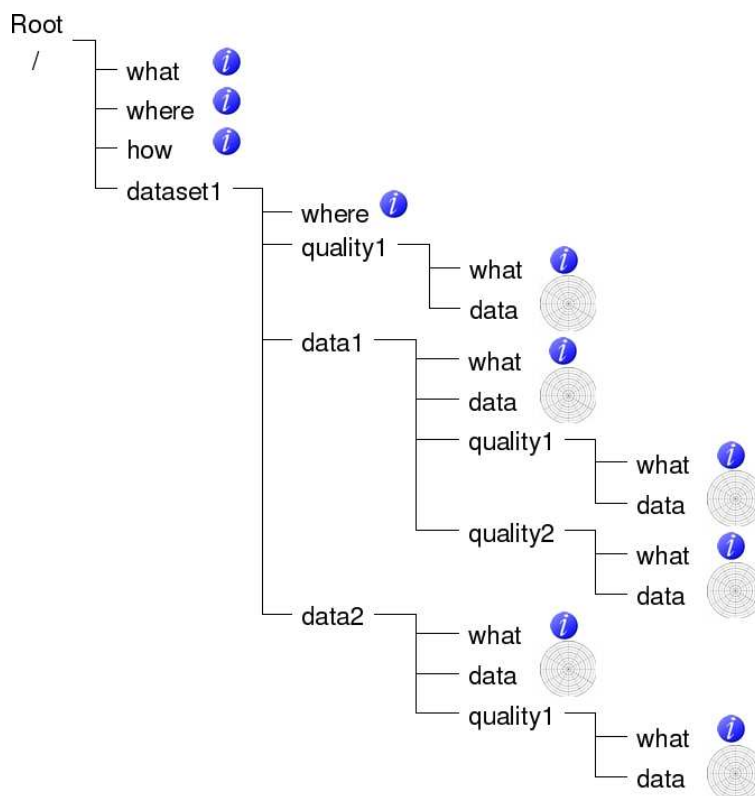 Root
/
what
where
how
dataset1
where
quality1
what
data
data1
what
data
quality1
what
data
quality2
what
data
data2
what
data
quality1
what
data